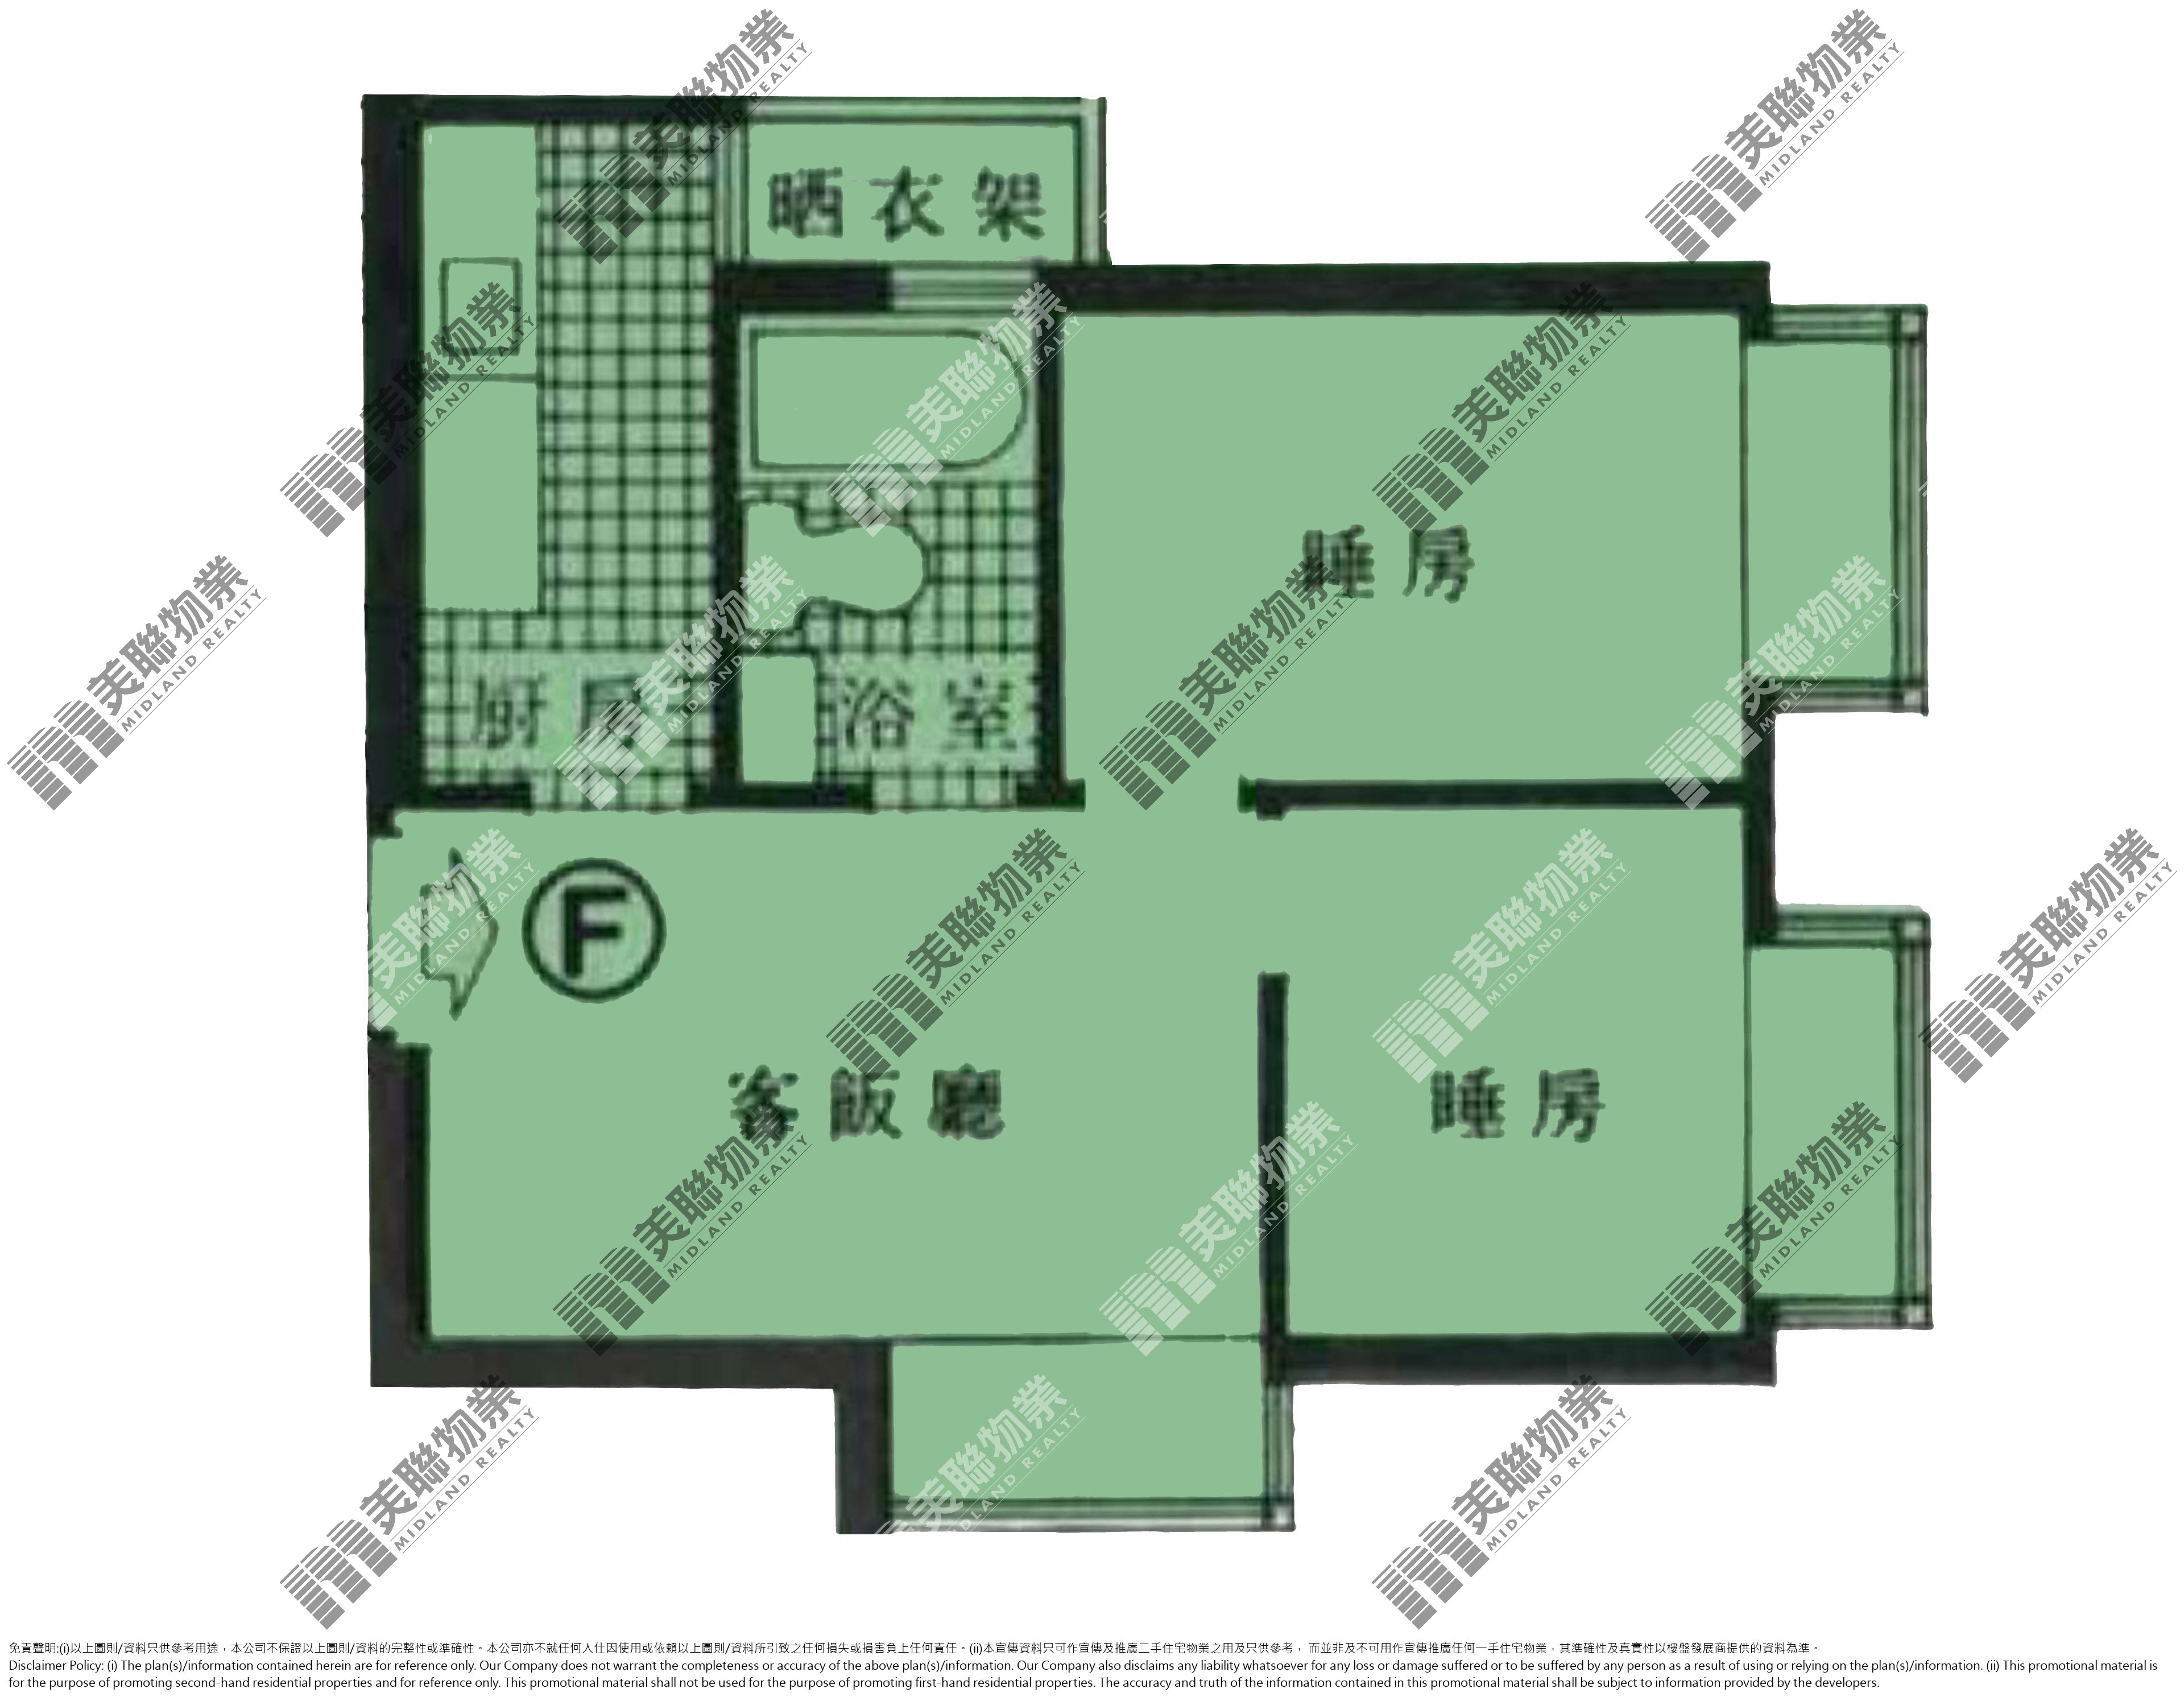 晒衣架
睡房
厨房
浴室
F
客飯廳
睡房
美聯物業
MIDLAND REALTY
免責聲明:(i)以上圖則/資料只供參考用途，本公司不保證以上圖則/資料的完整性或準確性。本公司亦不就任何人仕因使用或依賴以上圖則/資料所引致之任何損失或損害負上任何責任。(ii)本宣傳資料只可作宣傳及推廣二手住宅物業之用及只供參考， 而並非及不可用作宣傳推廣任何一手住宅物業，其準確性及真實性以樓盤發展商提供的資料為準。
Disclaimer Policy: (i) The plan(s)/information contained herein are for reference only. Our Company does not warrant the completeness or accuracy of the above plan(s)/information. Our Company also disclaims any liability whatsoever for any loss or damage suffered or to be suffered by any person as a result of using or relying on the plan(s)/information. (ii) This promotional material is
for the purpose of promoting second-hand residential properties and for reference only. This promotional material shall not be used for the purpose of promoting first-hand residential properties. The accuracy and truth of the information contained in this promotional material shall be subject to information provided by the developers.